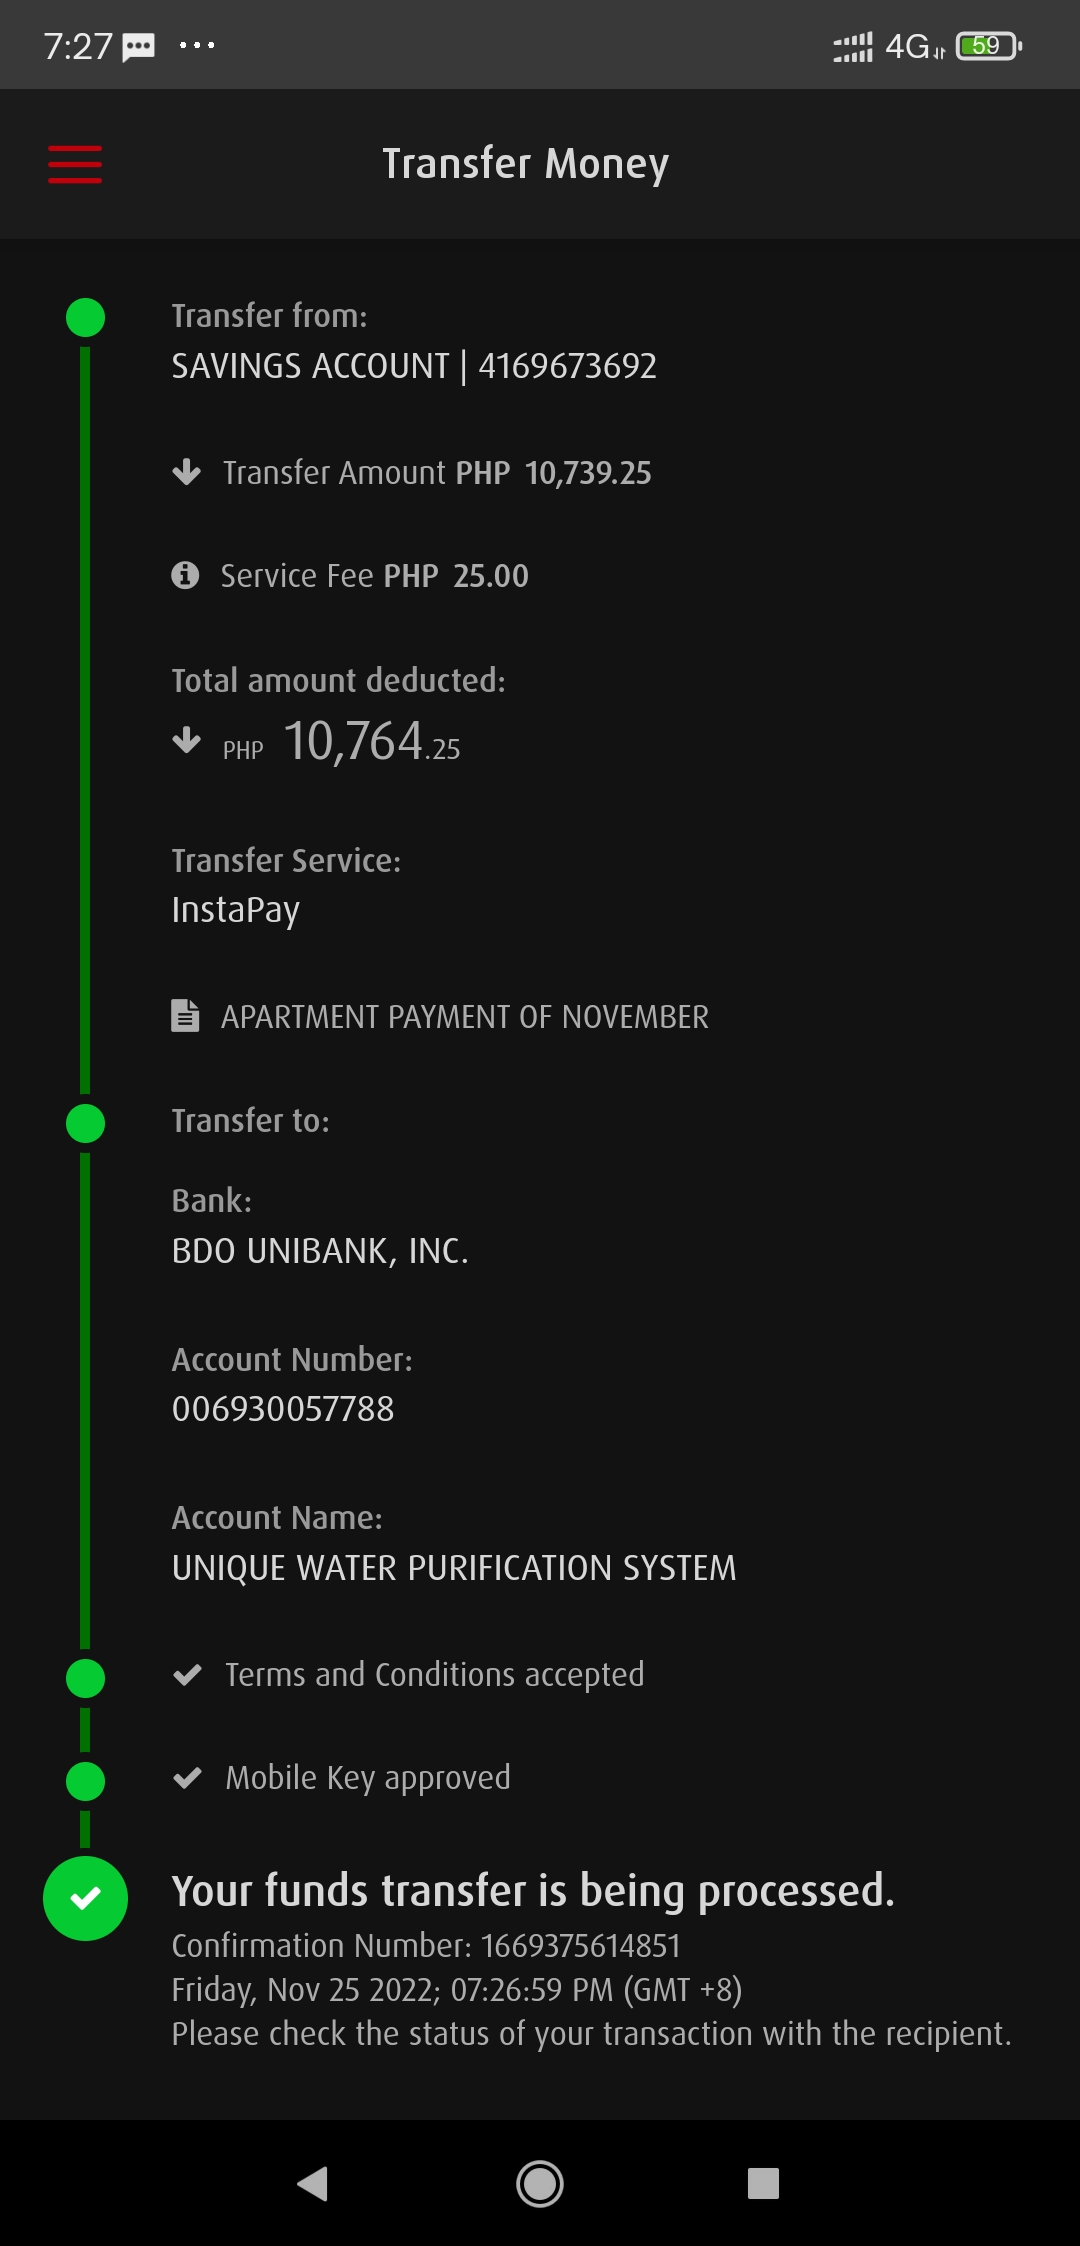 7:27 ... 4G 59
Transfer Money
Transfer from:
SAVINGS ACCOUNT | 4169673692
Transfer Amount PHP 10,739.25
Service Fee PHP 25.00
Total amount deducted:
PHP 10,764.25
Transfer Service:
InstaPay
APARTMENT PAYMENT OF NOVEMBER
Transfer to:
Bank:
BDO UNIBANK, INC.
Account Number:
006930057788
Account Name:
UNIQUE WATER PURIFICATION SYSTEM
Terms and Conditions accepted
Mobile Key approved
Your funds transfer is being processed.
Confirmation Number: 1669375614851
Friday, Nov 25 2022; 07:26:59 PM (GMT +8)
Please check the status of your transaction with the recipient.